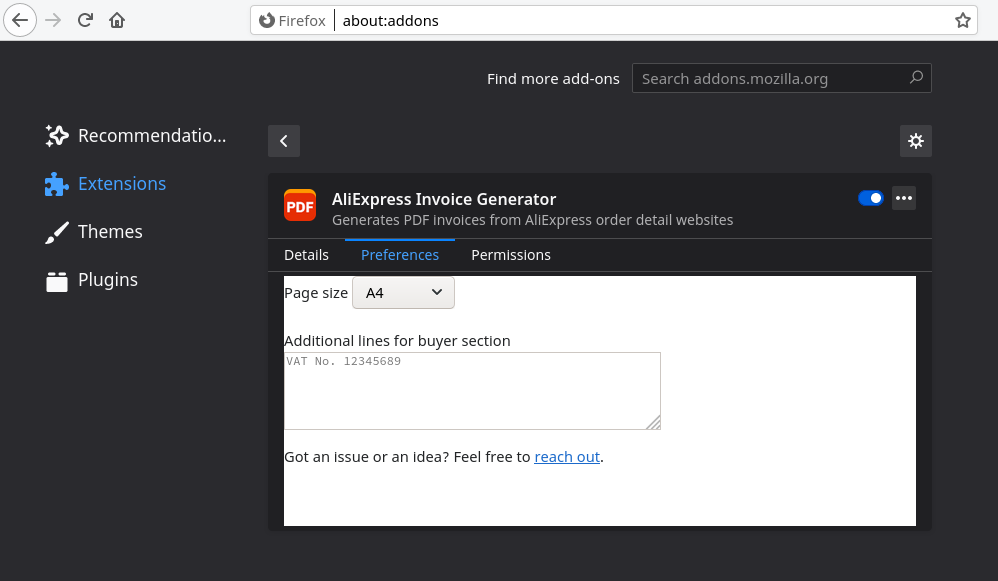 Firefox about:addons
Find more add-ons Search addons.mozilla.org
Recommendatio...
Extensions
Themes
Plugins
PDF AliExpress Invoice Generator
Generates PDF invoices from AliExpress order detail websites
Details Preferences Permissions
Page size A4
Additional lines for buyer section
VAT No. 12345689
Got an issue or an idea? Feel free to reach out.